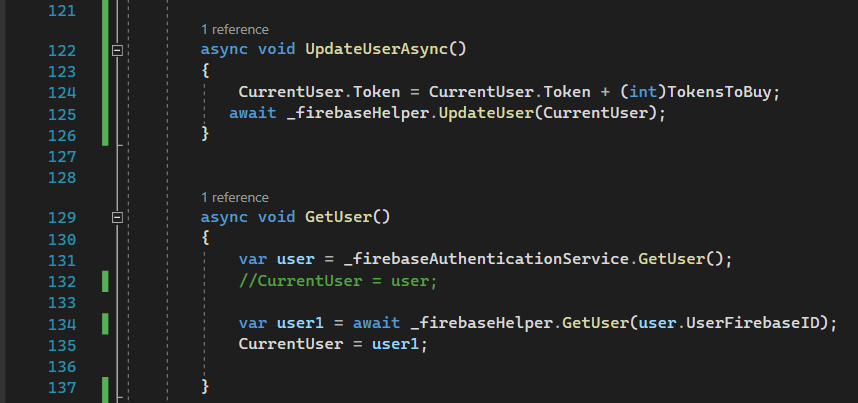 121
1 reference
122 async void UpdateUserAsync()
123 {
124 CurrentUser.Token = CurrentUser.Token + (int)TokensToBuy;
125 await _firebaseHelper.UpdateUser(CurrentUser);
126 }
127
128
1 reference
129 async void GetUser()
130 {
131 var user = _firebaseAuthenticationService.GetUser();
132 //CurrentUser = user;
133
134 var user1 = await _firebaseHelper.GetUser(user.UserFirebaseID);
135 CurrentUser = user1;
136
137 }